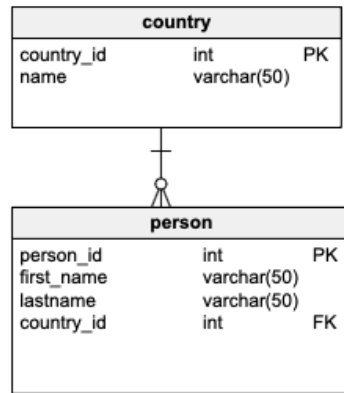 country
country_id int PK
name varchar(50)
person
person_id int PK
first_name varchar(50)
lastname varchar(50)
country_id int FK